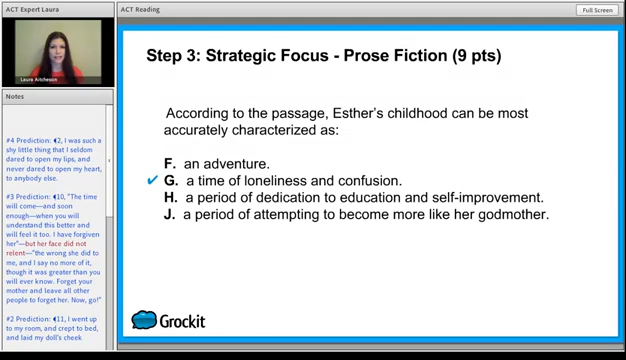 ACT Expert Laura
ACT Reading
Full Screen
Laura Aitcheson
Notes
#4 Prediction: ¶2, I was such a
shy little thing that I seldom
dared to open my lips, and
never dared to open my heart, to
anybody else.
#3 Prediction: ¶10, "The time
will come—and soon
enough—when you will
understand this better and
will feel it too. I have forgiven
her"—but her face did not
relent—"the wrong she did to
me, and I say no more of it,
though it was greater than you
will ever know. Forget your
mother and leave all other
people to forget her. Now, go!"
#2 Prediction: ¶11, I went up
to my room, and crept to bed, and
laid my doll's cheek
Step 3: Strategic Focus - Prose Fiction (9 pts)
According to the passage, Esther's childhood can be most
accurately characterized as:
F. an adventure.
G. a time of loneliness and confusion.
H. a period of dedication to education and self-improvement.
J. a period of attempting to become more like her godmother.
Grockit